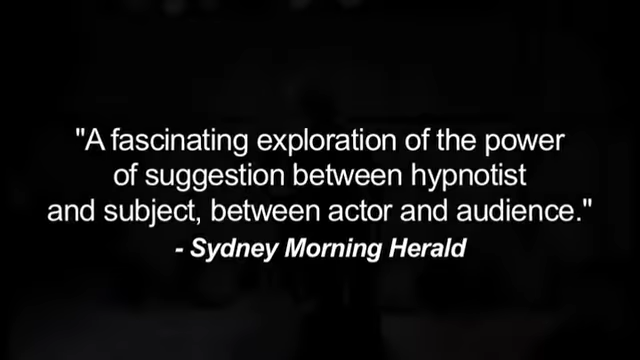 "A fascinating exploration of the power
of suggestion between hypnotist
and subject, between actor and audience."
- Sydney Morning Herald